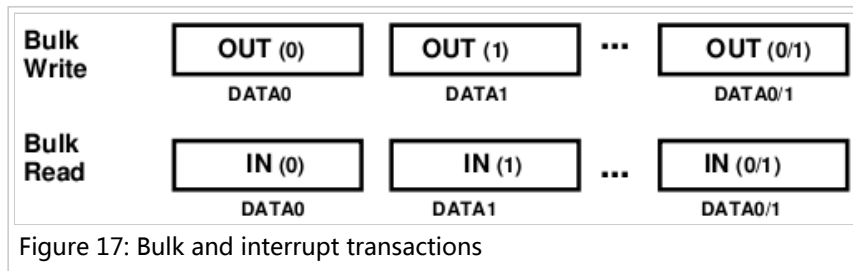 Bulk Write
OUT (0) OUT (1) ... OUT (0/1)
DATA0 DATA1 DATA0/1
Bulk Read
IN (0) IN (1) ... IN (0/1)
DATA0 DATA1 DATA0/1
Figure 17: Bulk and interrupt transactions